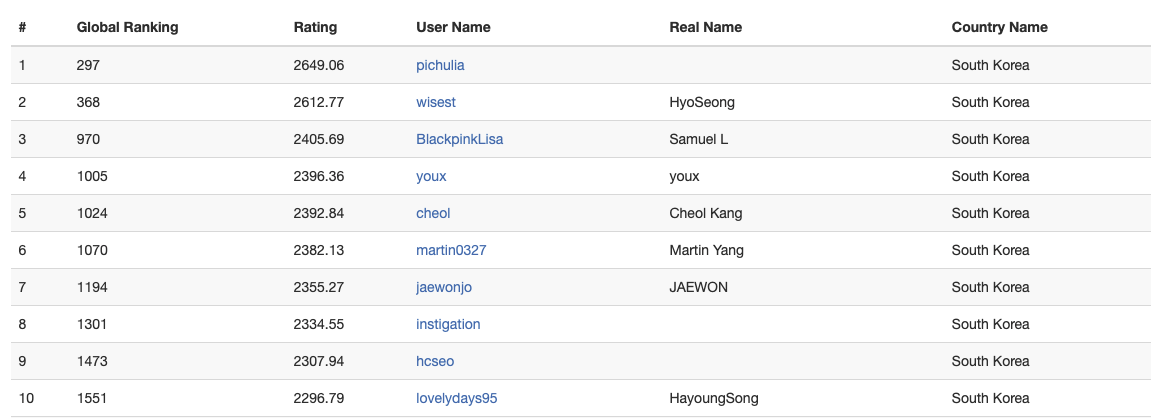 # Global Ranking Rating User Name Real Name Country Name
1 297 2649.06 pichulia South Korea
2 368 2612.77 wisest HyoSeong South Korea
3 970 2405.69 BlackpinkLisa Samuel L South Korea
4 1005 2396.36 youx youx South Korea
5 1024 2392.84 cheol Cheol Kang South Korea
6 1070 2382.13 martin0327 Martin Yang South Korea
7 1194 2355.27 jaewonjo JAEWON South Korea
8 1301 2334.55 instigation South Korea
9 1473 2307.94 hcseo South Korea
10 1551 2296.79 lovelydays95 HayoungSong South Korea